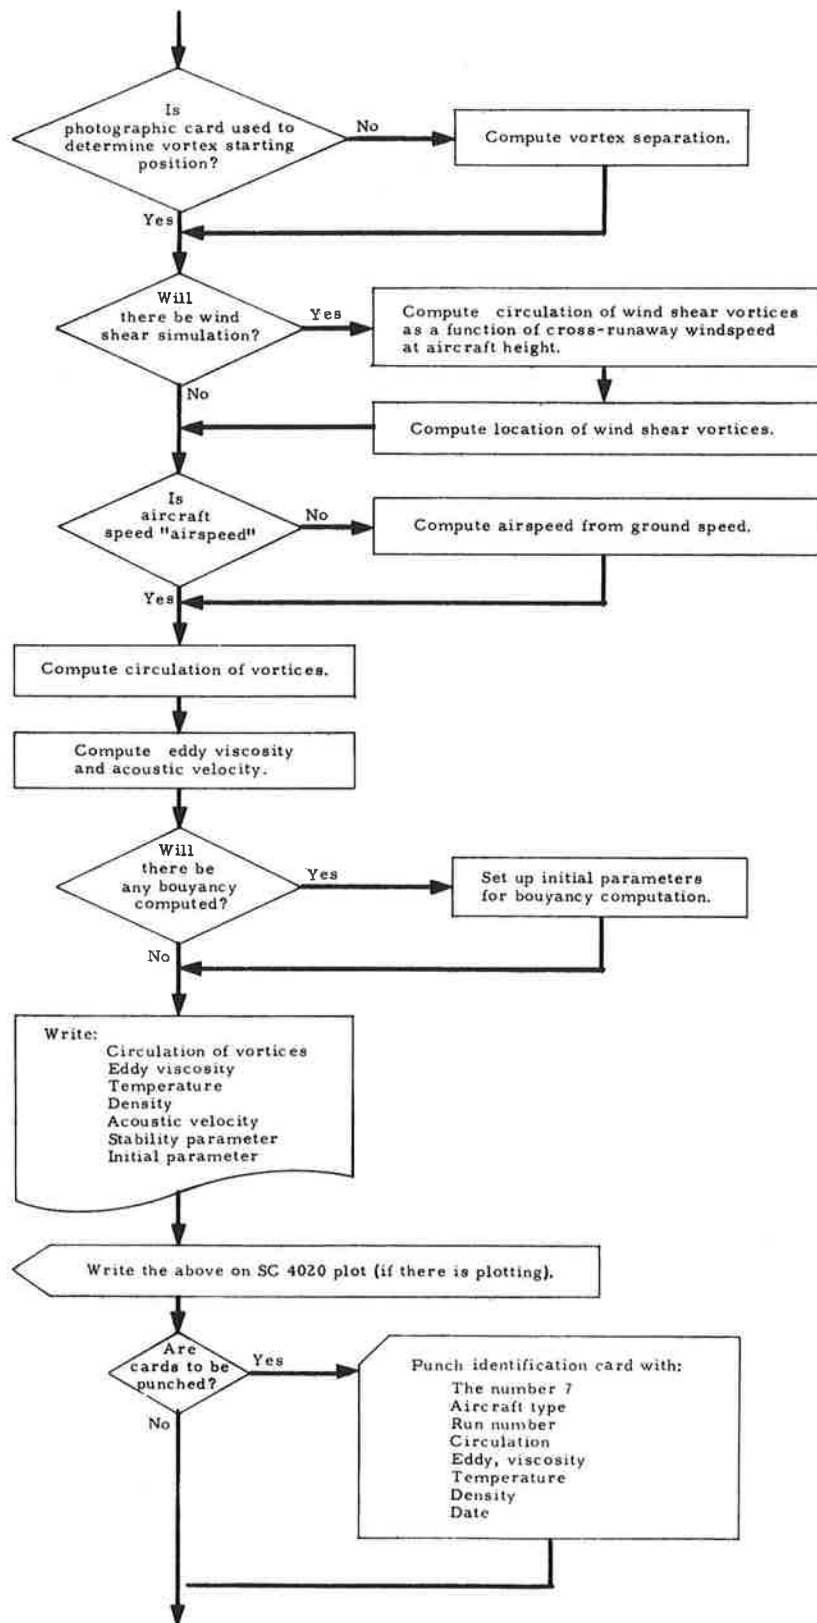 Is
photographic card used to
determine vortex starting
position?
No
Compute vortex separation.
Yes
Will
there be wind
shear simulation?
Yes
Compute circulation of wind shear vortices
as a function of cross-runaway windspeed
at aircraft height.
No
Compute location of wind shear vortices.
Is
aircraft
speed "airspeed"
No
Compute airspeed from ground speed.
Yes
Compute circulation of vortices.
Compute eddy viscosity
and acoustic velocity.
Will
there be
any bouyancy
computed?
Yes
Set up initial parameters
for bouyancy computation.
No
Write:
Circulation of vortices
Eddy viscosity
Temperature
Density
Acoustic velocity
Stability parameter
Initial parameter
Write the above on SC 4020 plot (if there is plotting).
Are
cards to be
punched?
Yes
No
Punch identification card with:
The number 7
Aircraft type
Run number
Circulation
Eddy, viscosity
Temperature
Density
Date